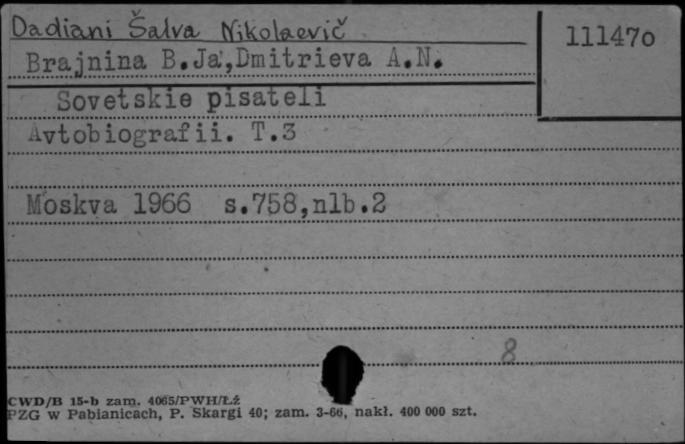 Dadiani Šalva Nikolaevič
111470
Brajnina B.Ja.,Dmitrieva A.N.
Sovetskie pisateli
Avtobiografii. T.3
Moskva 1966 s.758,nlb.2
8
CWD/B 15-b zam. 4065/PWH/Łż
PZG w Pabianicach, P. Skargi 40; zam. 3-66, nakł. 400 000 szt.